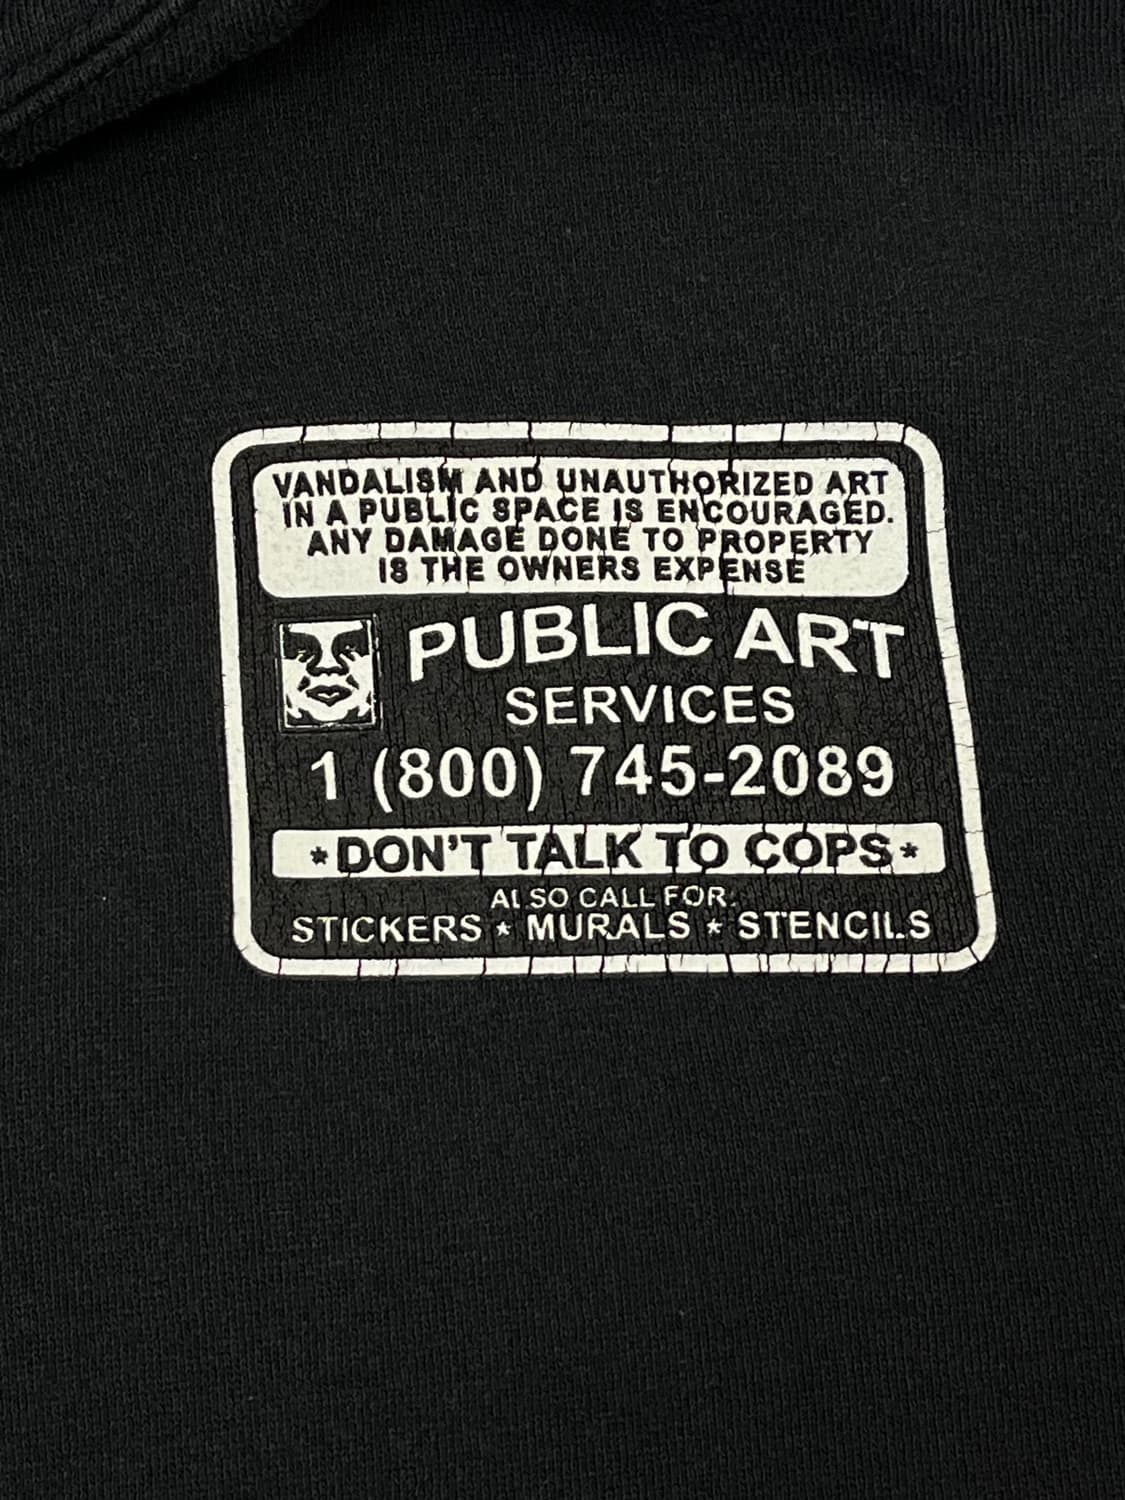 VANDALISM AND UNAUTHORIZED ART
IN A PUBLIC SPACE IS ENCOURAGED.
ANY DAMAGE DONE TO PROPERTY
IS THE OWNERS EXPENSE
PUBLIC ART
SERVICES
1 (800) 745-2089
*DON'T TALK TO COPS*
ALSO CALL FOR:
STICKERS * MURALS * STENCILS